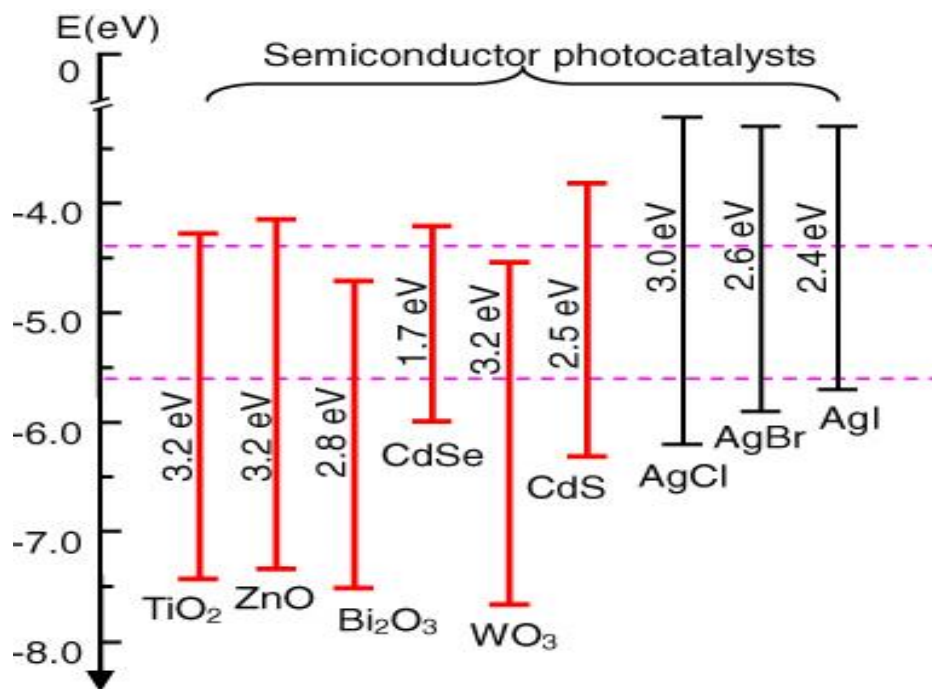 E(eV)
0
Semiconductor photocatalysts
-4.0
-5.0
-6.0
-7.0
-8.0
3.2 eV
3.2 eV
2.8 eV
1.7 eV
3.2 eV
2.5 eV
3.0 eV
2.6 eV
2.4 eV
TiO₂
ZnO
Bi₂O₃
CdSe
WO₃
CdS
AgCl
AgBr
AgI